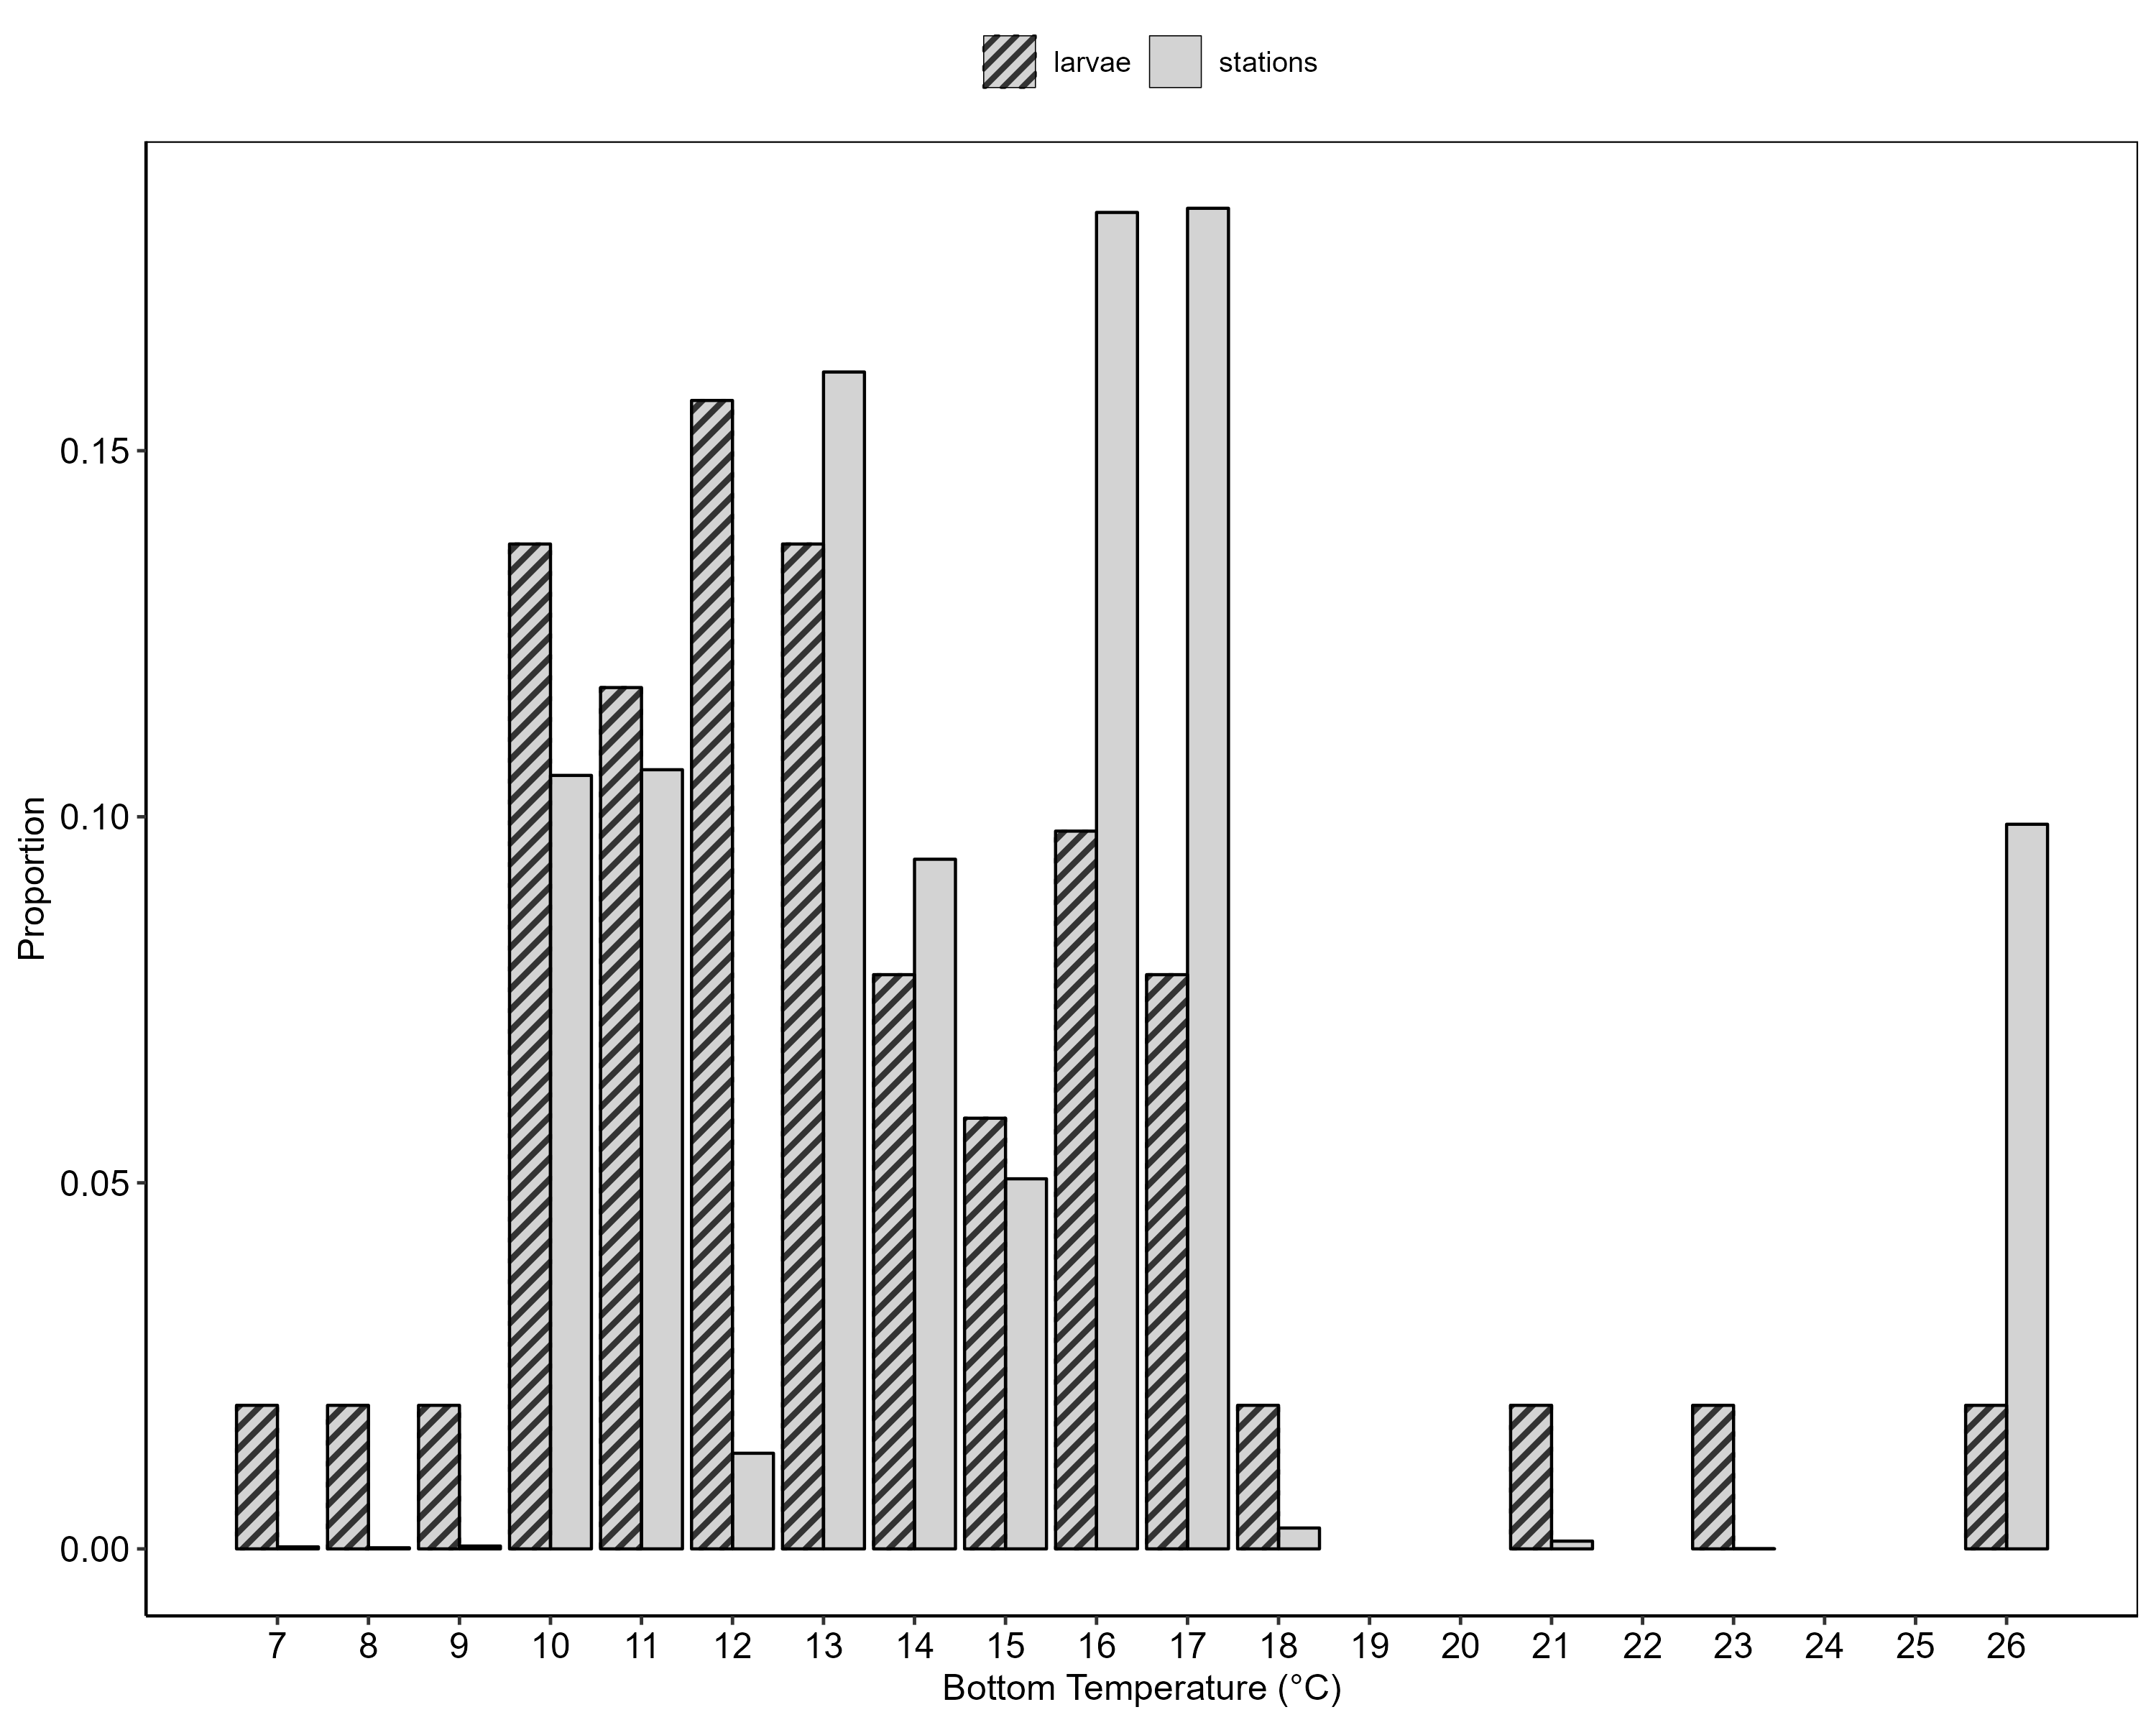 larvae stations
0.15
0.10
0.05
0.00
Proportion
7 8 9 10 11 12 13 14 15 16 17 18 19 20 21 22 23 24 25 26
Bottom Temperature (°C)